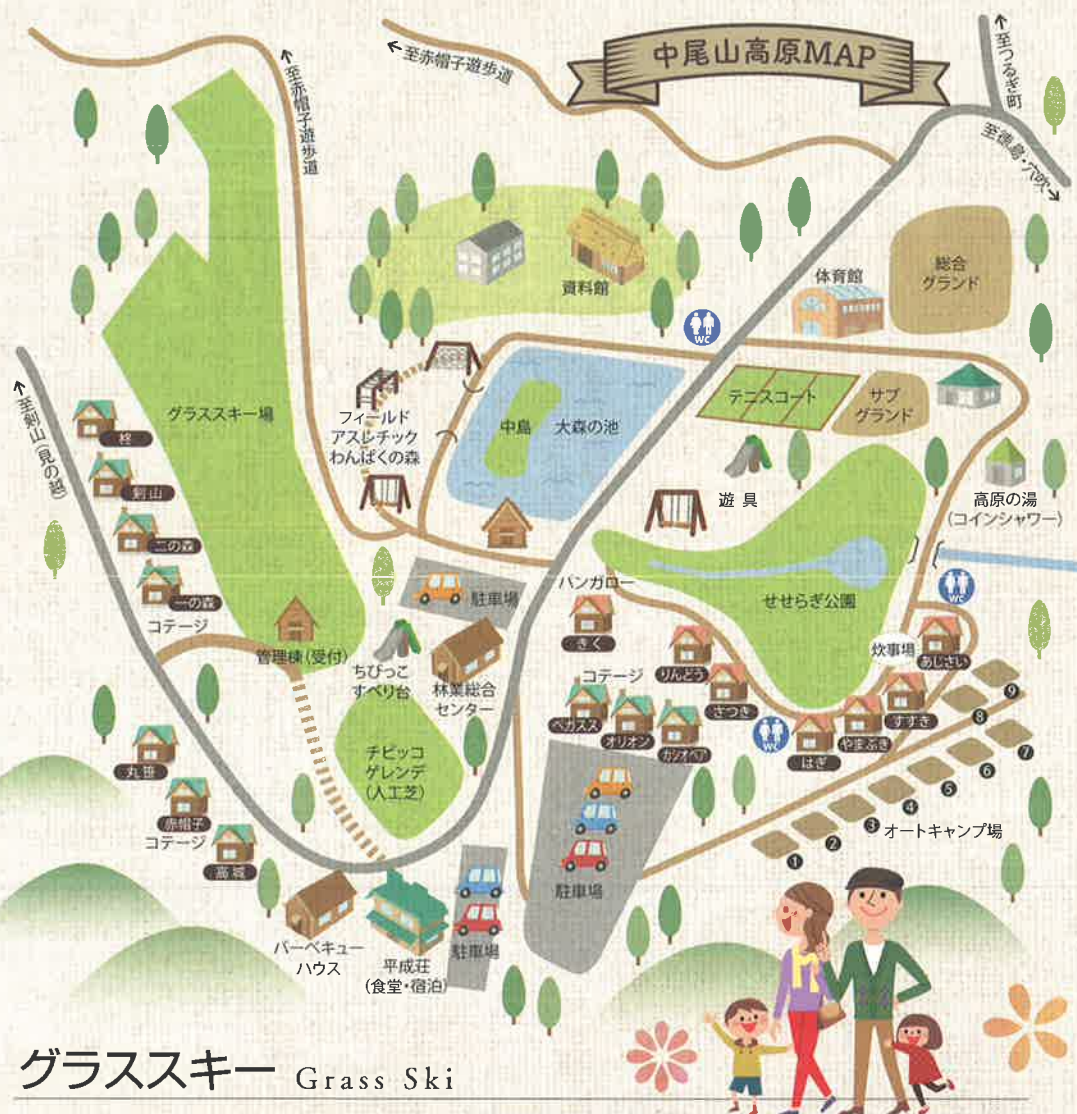 中尾山高原MAP
←至赤帽子遊歩道
←至赤帽子遊歩道
←至つるぎ町
至徳島・穴吹→
←至剣山(見の越)
資料館
体育館
総合
グランド
WC
グラススキー場
フィールド
アスレチック
わんぱくの森
中島
大森の池
テニスコート
サブ
グランド
遊具
高原の湯
(コインシャワー)
柊
剣山
二の森
一の森
コテージ
管理棟(受付)
駐車場
ちびっこ
すべり台
林業総合
センター
バンガロー
きく
りんどう
さつき
せせらぎ公園
WC
炊事場
あじさい
コテージ
ペガスス
オリオン
カシオペア
WC
はぎ
やまぶき
すすき
チビッコ
ゲレンデ
(人工芝)
丸笹
赤帽子
コテージ
高城
9
8
7
6
5
4
3
2
1
オートキャンプ場
駐車場
バーベキュー
ハウス
平成荘
(食堂・宿泊)
駐車場
グラススキー Grass Ski